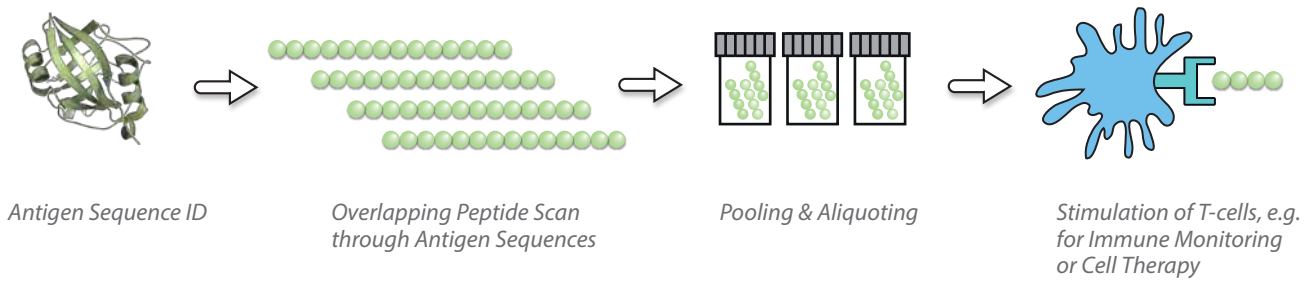 Antigen Sequence ID
Overlapping Peptide Scan
through Antigen Sequences
Pooling & Aliquoting
Stimulation of T-cells, e.g.
for Immune Monitoring
or Cell Therapy